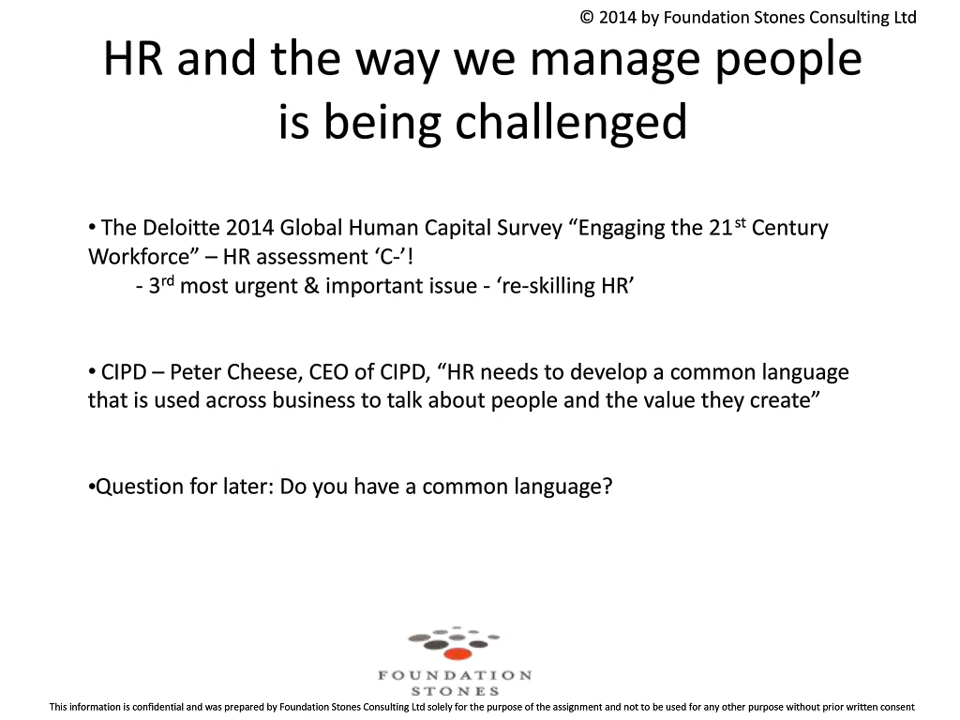 © 2014 by Foundation Stones Consulting Ltd
HR and the way we manage people
is being challenged
• The Deloitte 2014 Global Human Capital Survey “Engaging the 21st Century
Workforce” – HR assessment ‘C-’!
- 3rd most urgent & important issue - ‘re-skilling HR’
• CIPD – Peter Cheese, CEO of CIPD, “HR needs to develop a common language
that is used across business to talk about people and the value they create”
•Question for later: Do you have a common language?
FOUNDATION
STONES
This information is confidential and was prepared by Foundation Stones Consulting Ltd solely for the purpose of the assignment and not to be used for any other purpose without prior written consent